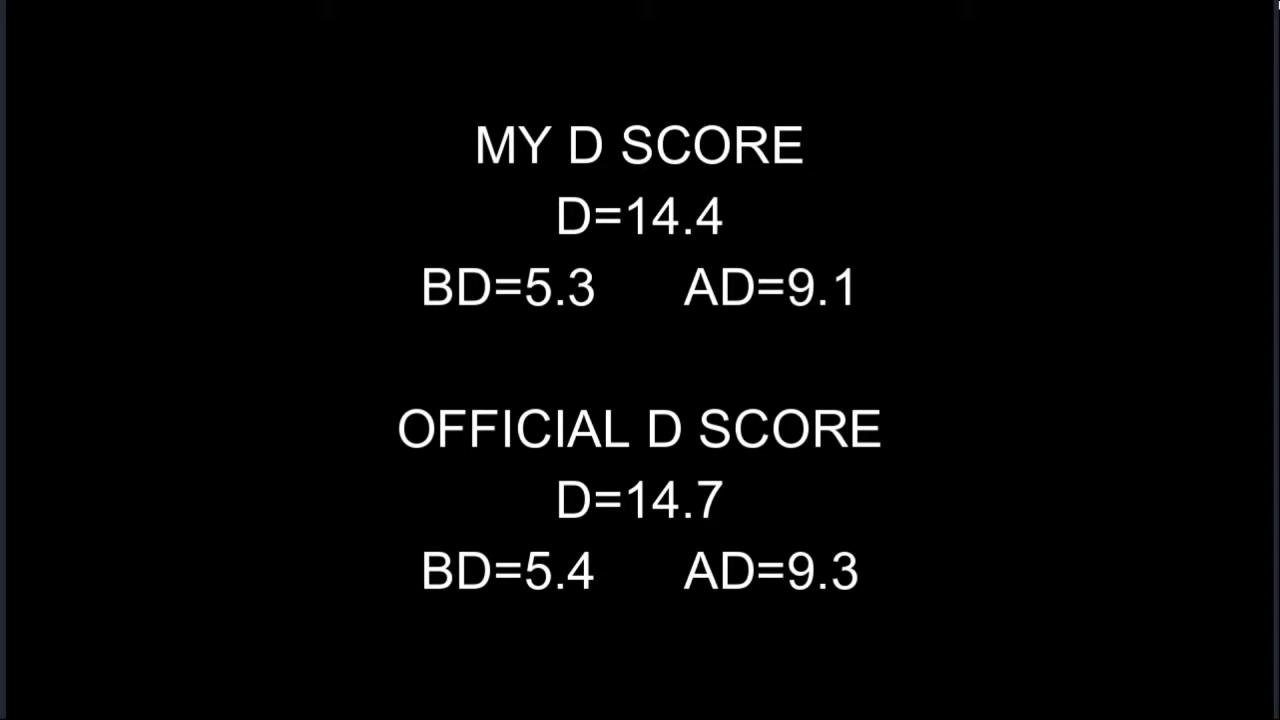 MY D SCORE
D=14.4
BD=5.3 AD=9.1
OFFICIAL D SCORE
D=14.7
BD=5.4 AD=9.3